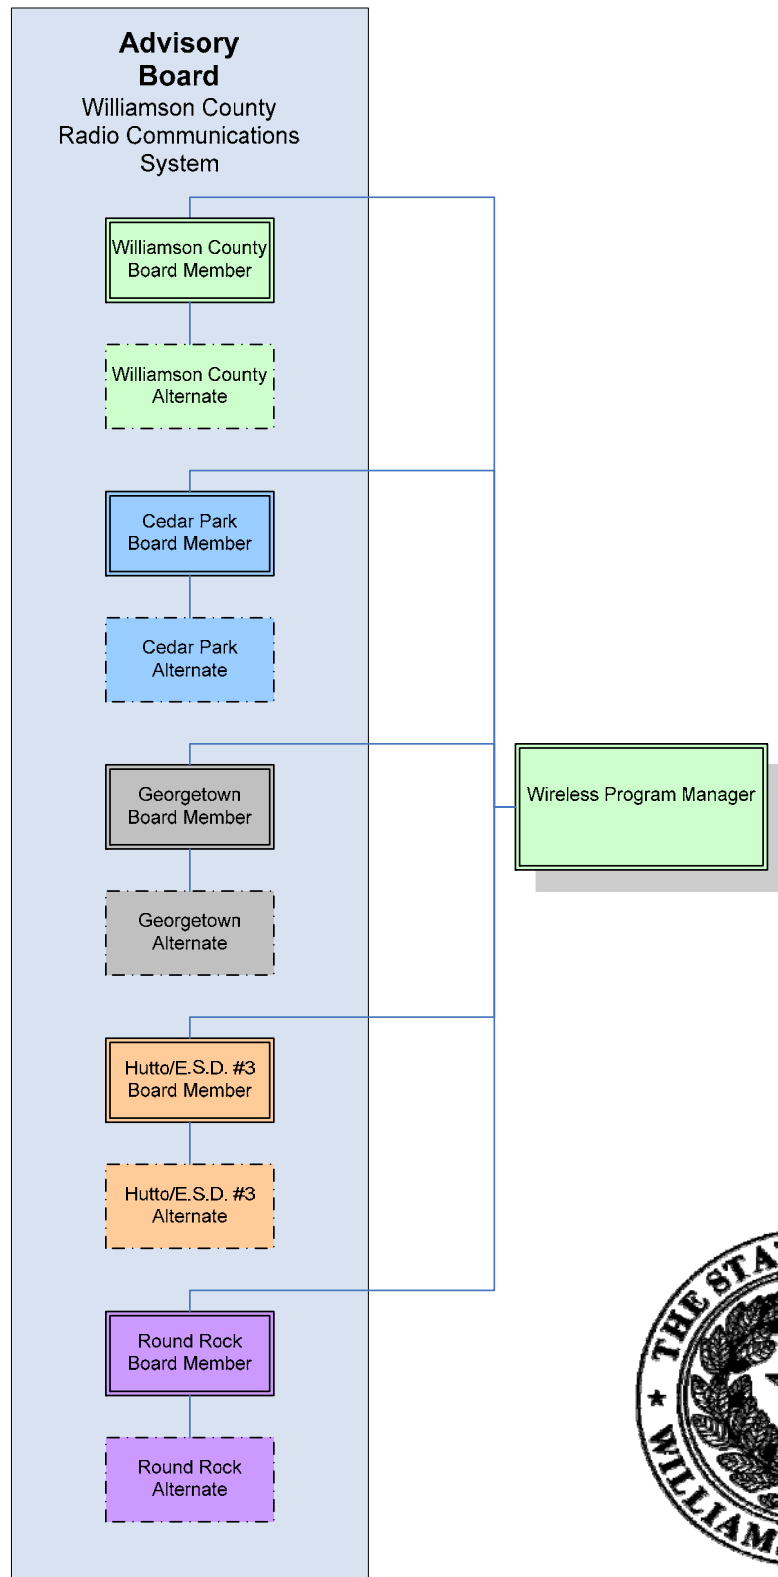 Advisory
Board
Williamson County
Radio Communications
System
Williamson County
Board Member
Williamson County
Alternate
Cedar Park
Board Member
Cedar Park
Alternate
Georgetown
Board Member
Georgetown
Alternate
Hutto/E.S.D. #3
Board Member
Hutto/E.S.D. #3
Alternate
Round Rock
Board Member
Round Rock
Alternate
Wireless Program Manager
THE